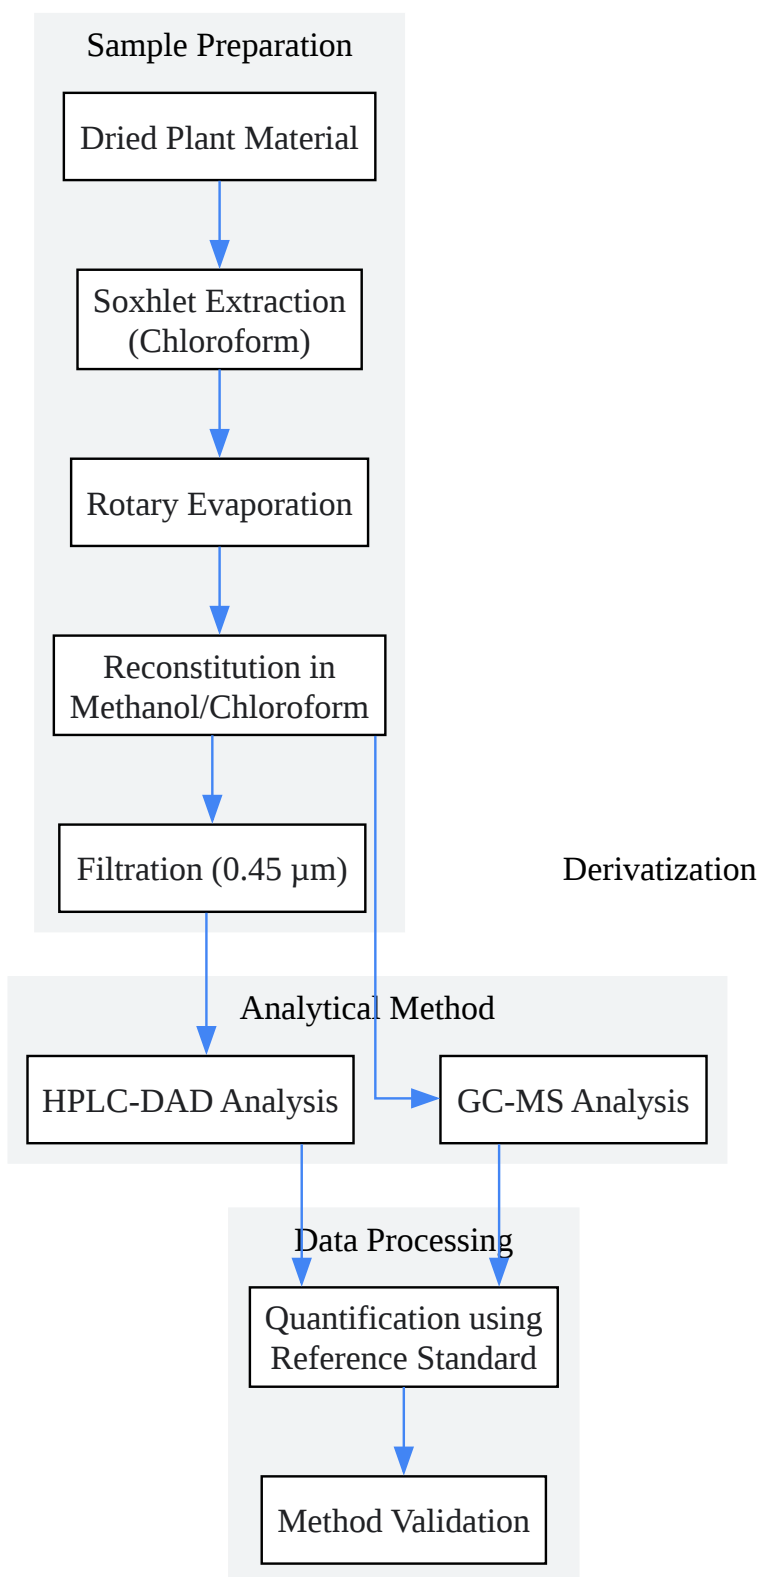 Sample Preparation
Dried Plant Material
Soxhlet Extraction
(Chloroform)
Rotary Evaporation
Reconstitution in
Methanol/Chloroform
Filtration (0.45 µm)
Derivatization
Analytical Method
HPLC-DAD Analysis
GC-MS Analysis
Data Processing
Quantification using
Reference Standard
Method Validation